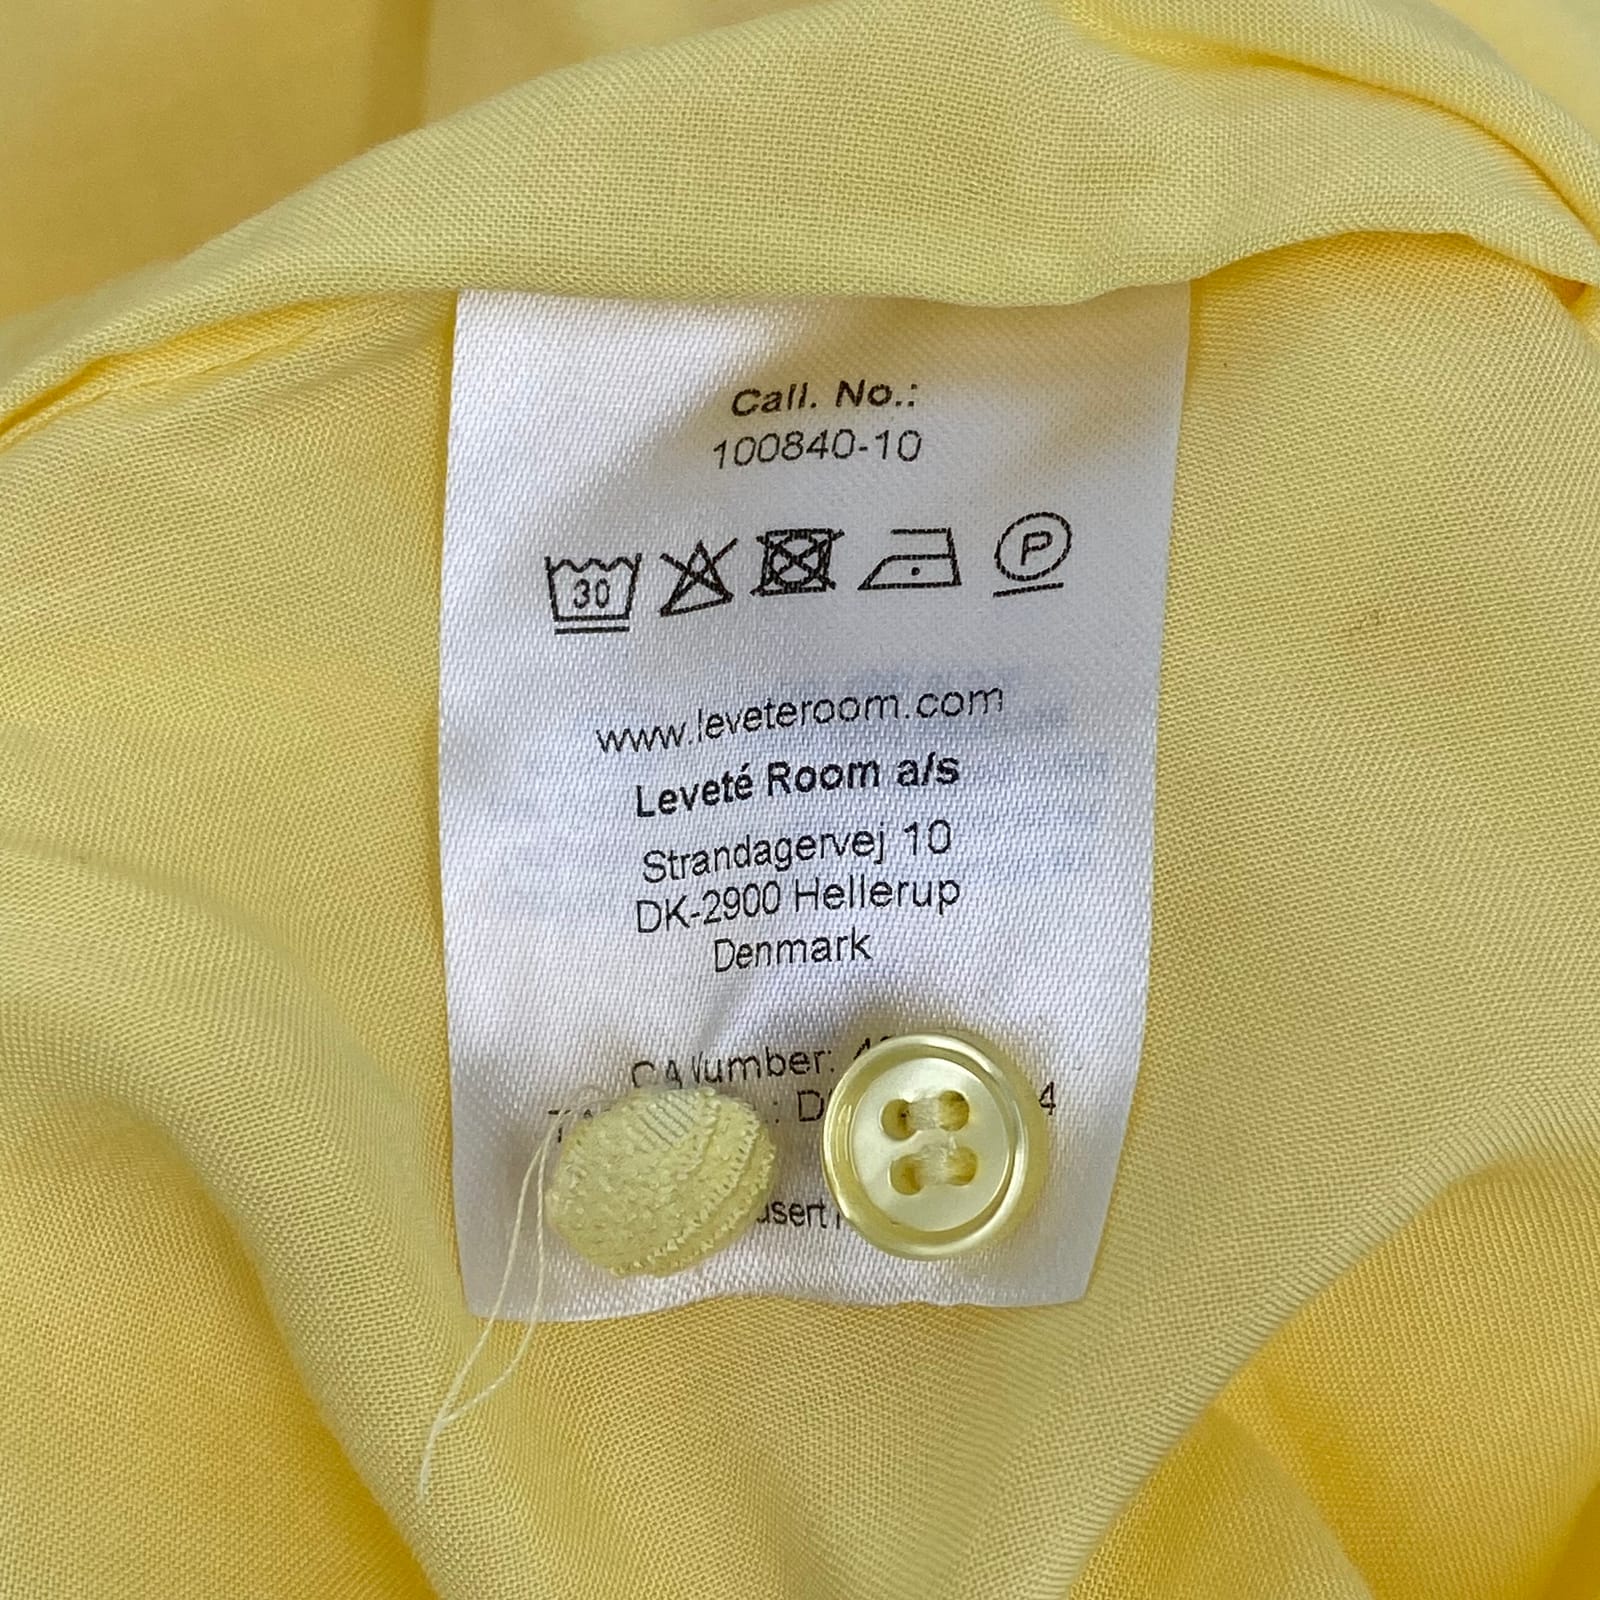 Call. No.:
100840-10
30
P
www.leveteroom.com
Leveté Room a/s
Strandagervej 10
DK-2900 Hellerup
Denmark